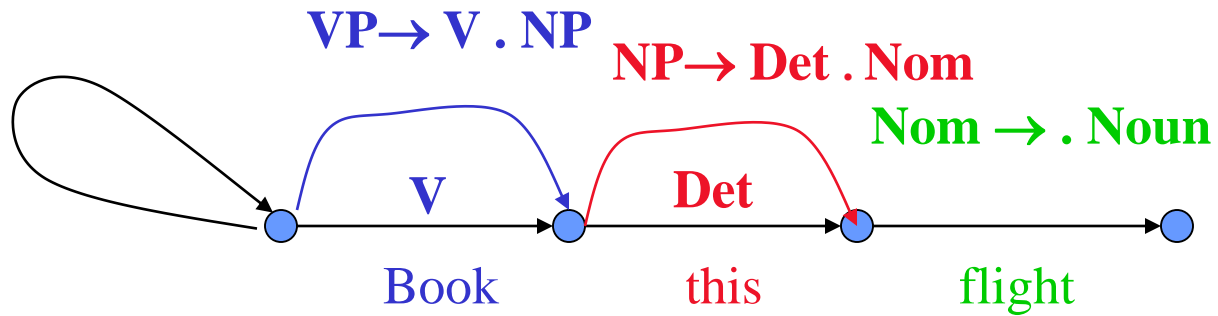 VP→ V . NP
NP→ Det . Nom
Nom → . Noun
V
Det
Book
this
flight